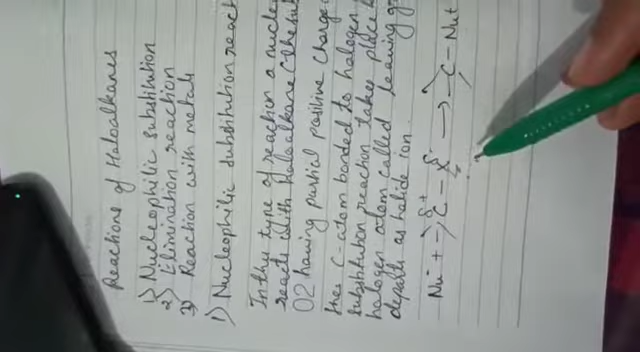 Reactions of Haloalkanes
1) Nucleophilic substitution
2) Elimination reaction
3) Reaction with metals
1) Nucleophilic substitution react
In this type of reaction a nucle
reacts with haloalkane (the sub
having partial positive charge
the C-atom bonded to halogen
substitution reaction takes place
halogen atom called leaving g
departs as halide ion.
Nu⁻ + C – X → C – Nu +